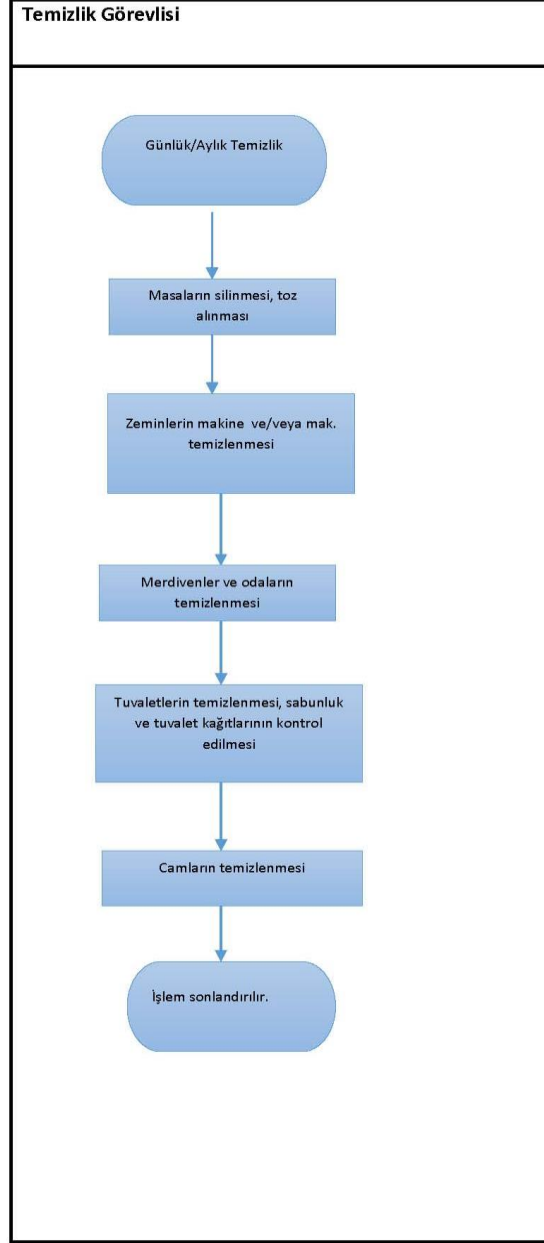 Temizlik Görevlisi
Günlük/Aylık Temizlik
Masaların silinmesi, toz
alınması
Zeminlerin makine ve/veya mak.
temizlenmesi
Merdivenler ve odaların
temizlenmesi
Tuvaletlerin temizlenmesi, sabunluk
ve tuvalet kağıtlarının kontrol
edilmesi
Camların temizlenmesi
İşlem sonlandırılır.